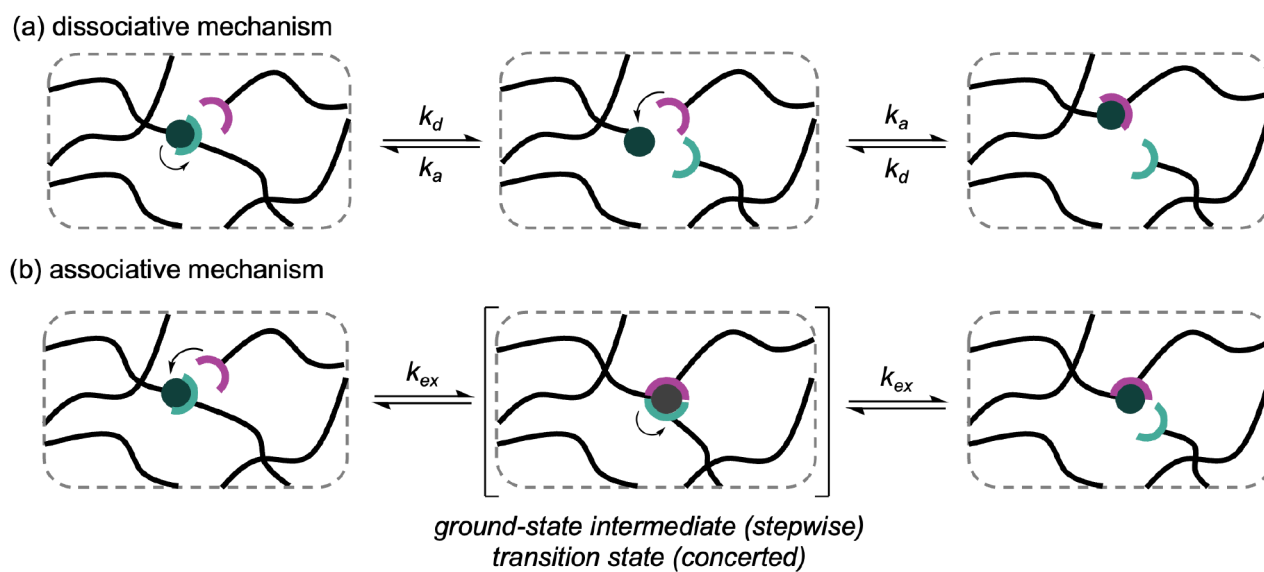 (a) dissociative mechanism
k_d
k_a
k_a
k_d
(b) associative mechanism
k_ex
k_ex
ground-state intermediate (stepwise)
transition state (concerted)